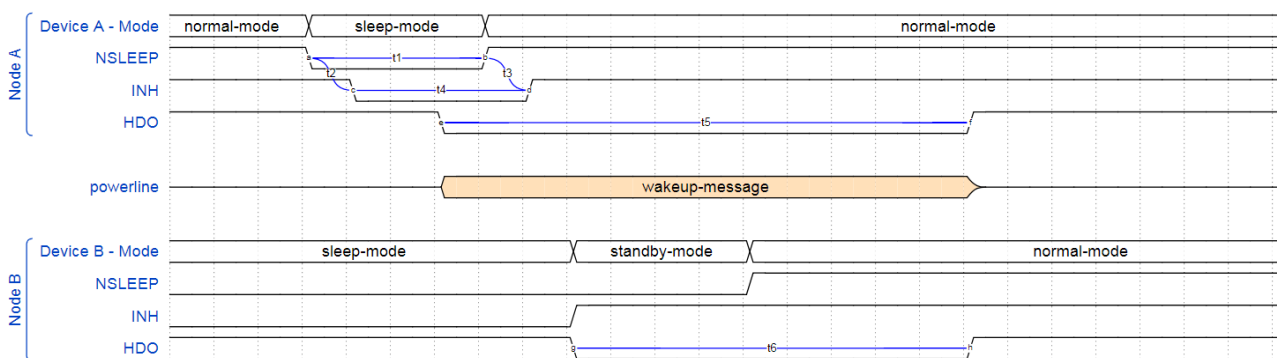 Node A
Device A - Mode normal-mode sleep-mode normal-mode
NSLEEP a t1 b
t2 t3
INH c t4 d
HDO e t5 f
powerline wakeup-message
Node B
Device B - Mode sleep-mode standby-mode normal-mode
NSLEEP
INH
HDO g t6 h